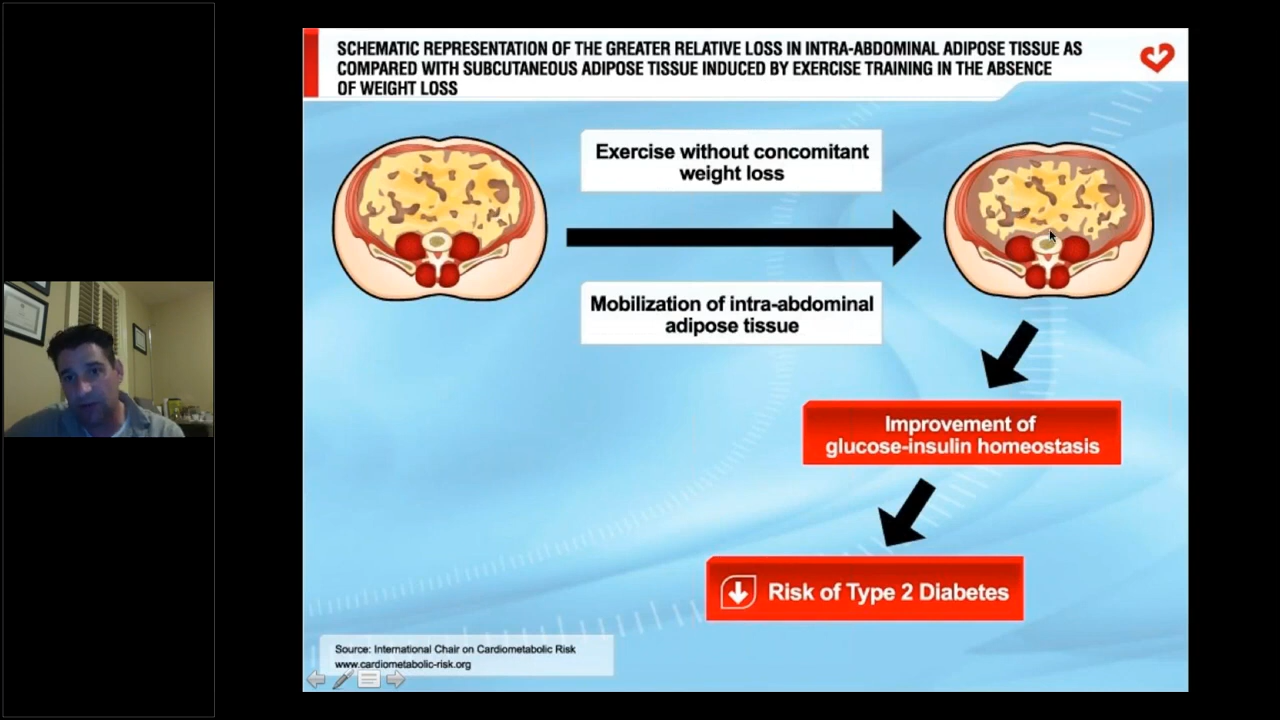 SCHEMATIC REPRESENTATION OF THE GREATER RELATIVE LOSS IN INTRA-ABDOMINAL ADIPOSE TISSUE AS
COMPARED WITH SUBCUTANEOUS ADIPOSE TISSUE INDUCED BY EXERCISE TRAINING IN THE ABSENCE
OF WEIGHT LOSS
Exercise without concomitant
weight loss
Mobilization of intra-abdominal
adipose tissue
Improvement of
glucose-insulin homeostasis
Risk of Type 2 Diabetes
Source: International Chair on Cardiometabolic Risk
www.cardiometabolic-risk.org